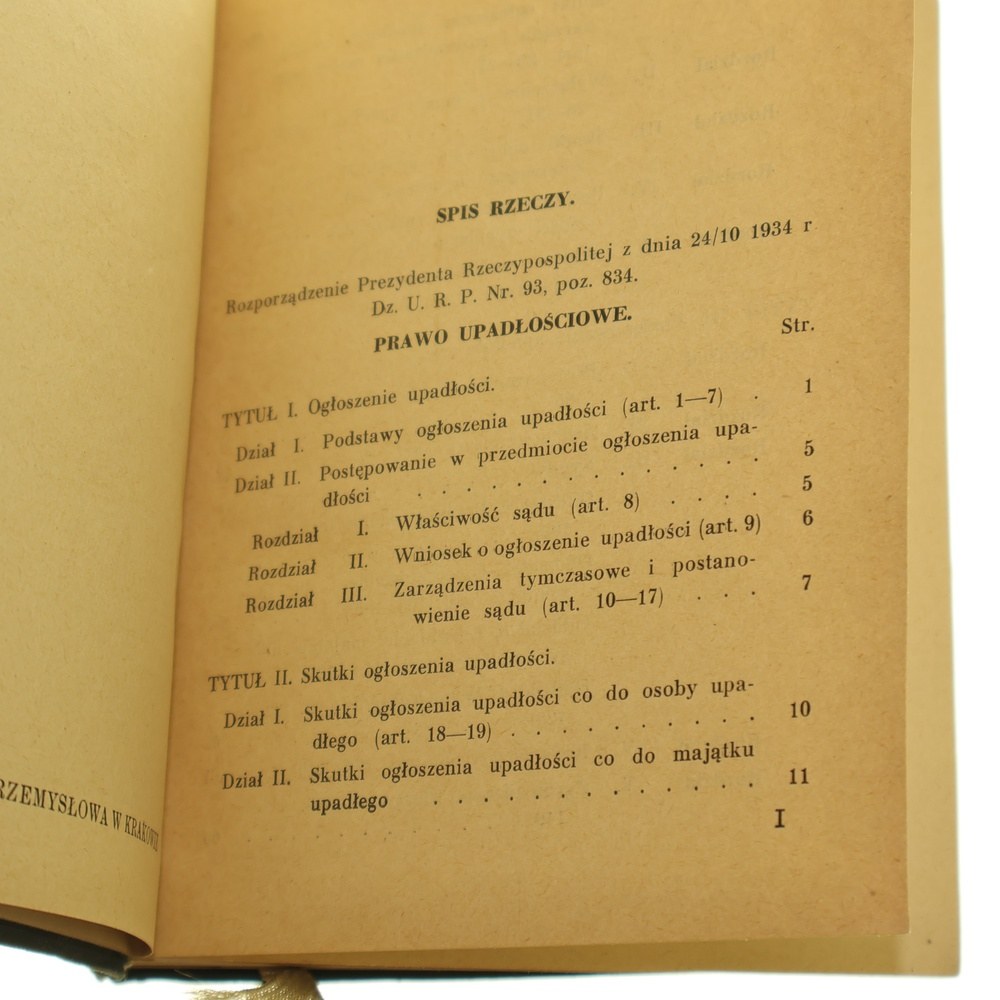 SPIS RZECZY.
Rozporządzenie Prezydenta Rzeczypospolitej z dnia 24/10 1934 r
Dz. U. R. P. Nr. 93, poz. 834.
PRAWO UPADŁOŚCIOWE.
Str.
TYTUŁ I. Ogłoszenie upadłości.
Dział I. Podstawy ogłoszenia upadłości (art. 1—7) . 1
Dział II. Postępowanie w przedmiocie ogłoszenia upa-
dłości . . . . . . . . . . . . . 5
Rozdział I. Właściwość sądu (art. 8) . . . . 5
Rozdział II. Wniosek o ogłoszenie upadłości (art. 9) 6
Rozdział III. Zarządzenia tymczasowe i postano-
wienie sądu (art. 10—17) . . . 7
TYTUŁ II. Skutki ogłoszenia upadłości.
Dział I. Skutki ogłoszenia upadłości co do osoby upa-
dłego (art. 18—19) . . . . . . . . . 10
Dział II. Skutki ogłoszenia upadłości co do majątku
upadłego . . . . . . . . . . . . . 11
I
RZEMYSŁOWA W KRAKOWIE